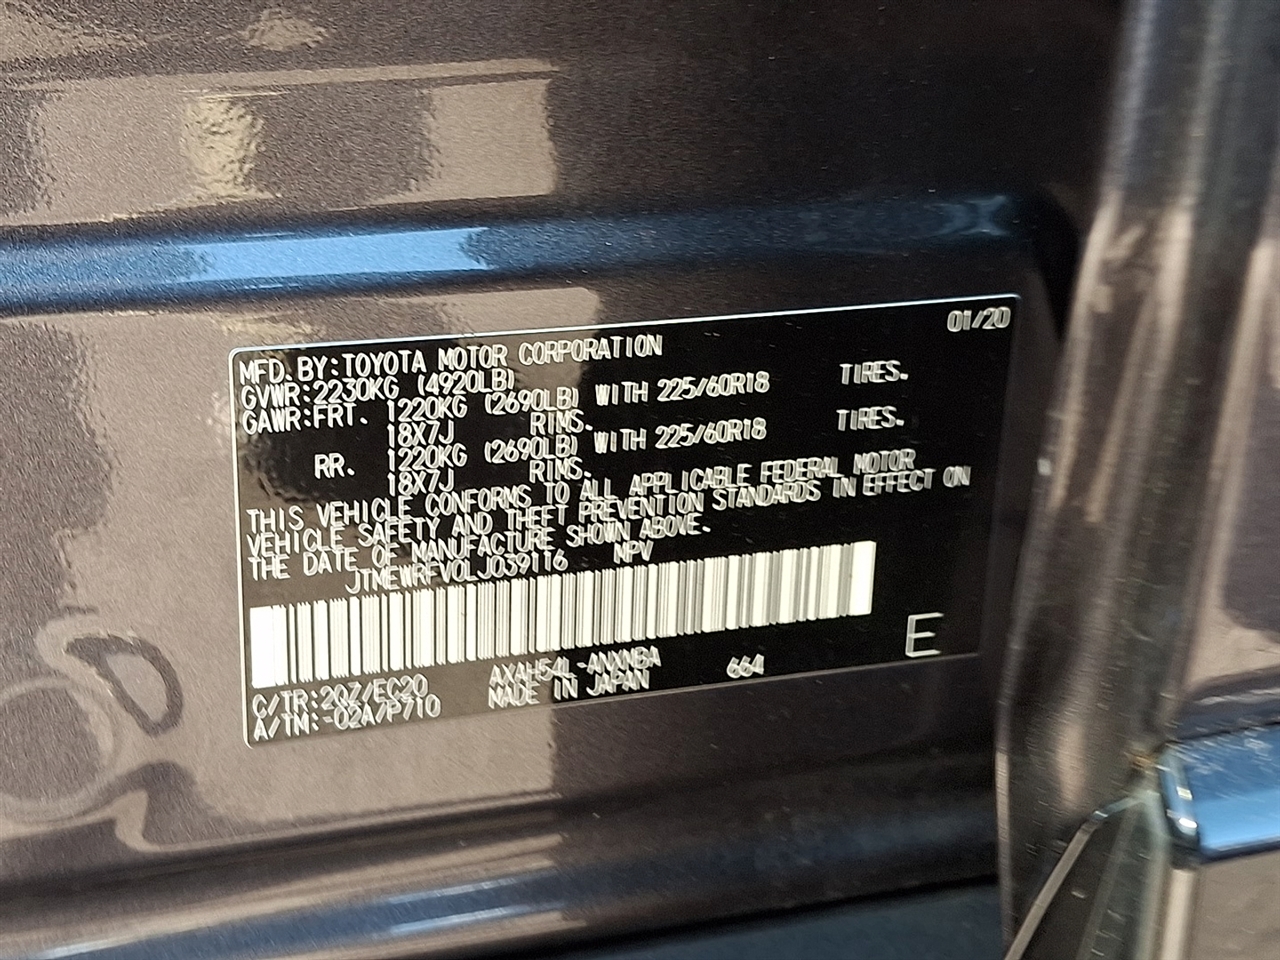 01/20
MFD.BY:TOYOTA MOTOR CORPORATION
GVWR:2230KG (4920LB)
GAWR:FRT. 1220KG (2690LB) WITH 225/60R18 TIRES.
18X7J RIMS.
RR. 1220KG (2690LB) WITH 225/60R18 TIRES.
18X7J RIMS.
THIS VEHICLE CONFORMS TO ALL APPLICABLE FEDERAL MOTOR
VEHICLE SAFETY AND THEFT PREVENTION STANDARDS IN EFFECT ON
THE DATE OF MANUFACTURE SHOWN ABOVE.
JTMEWRFV0LJ039116 MPV
E
C/TR:2QZ/EC20 AXAH54L-ANXMBA 664
A/TM:-02A/P710 MADE IN JAPAN